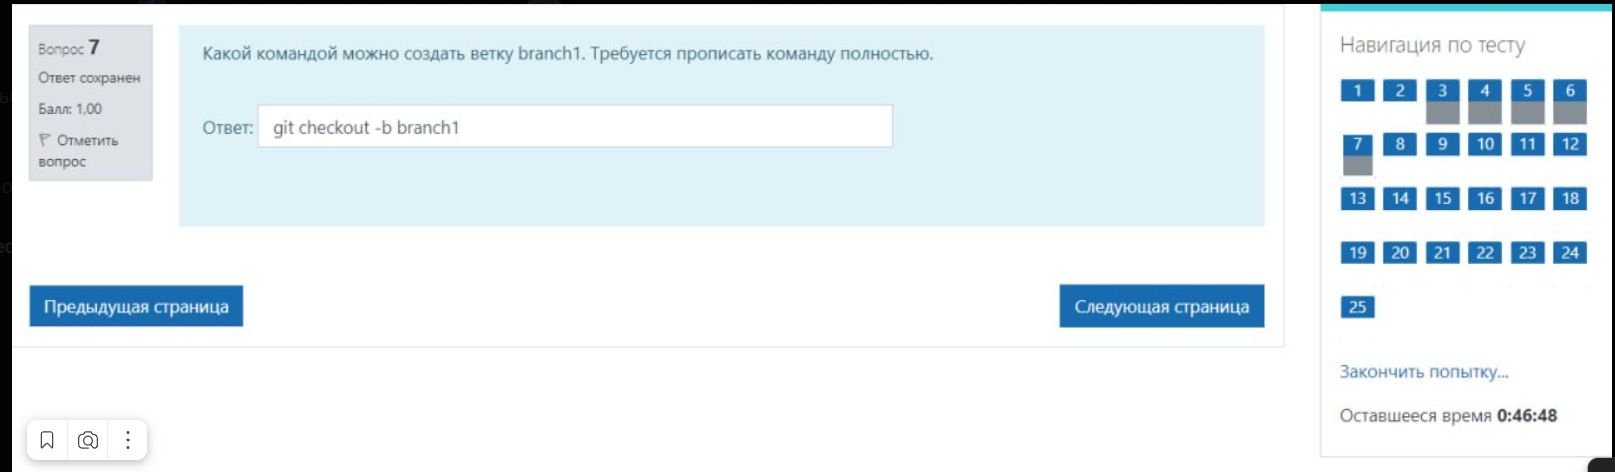 Вопрос 7
Ответ сохранен
Балл: 1,00
Отметить
вопрос
Какой командой можно создать ветку branch1. Требуется прописать команду полностью.
Ответ: git checkout -b branch1
Предыдущая страница
Следующая страница
Навигация по тесту
1 2 3 4 5 6
7 8 9 10 11 12
13 14 15 16 17 18
19 20 21 22 23 24
25
Закончить попытку...
Оставшееся время 0:46:48